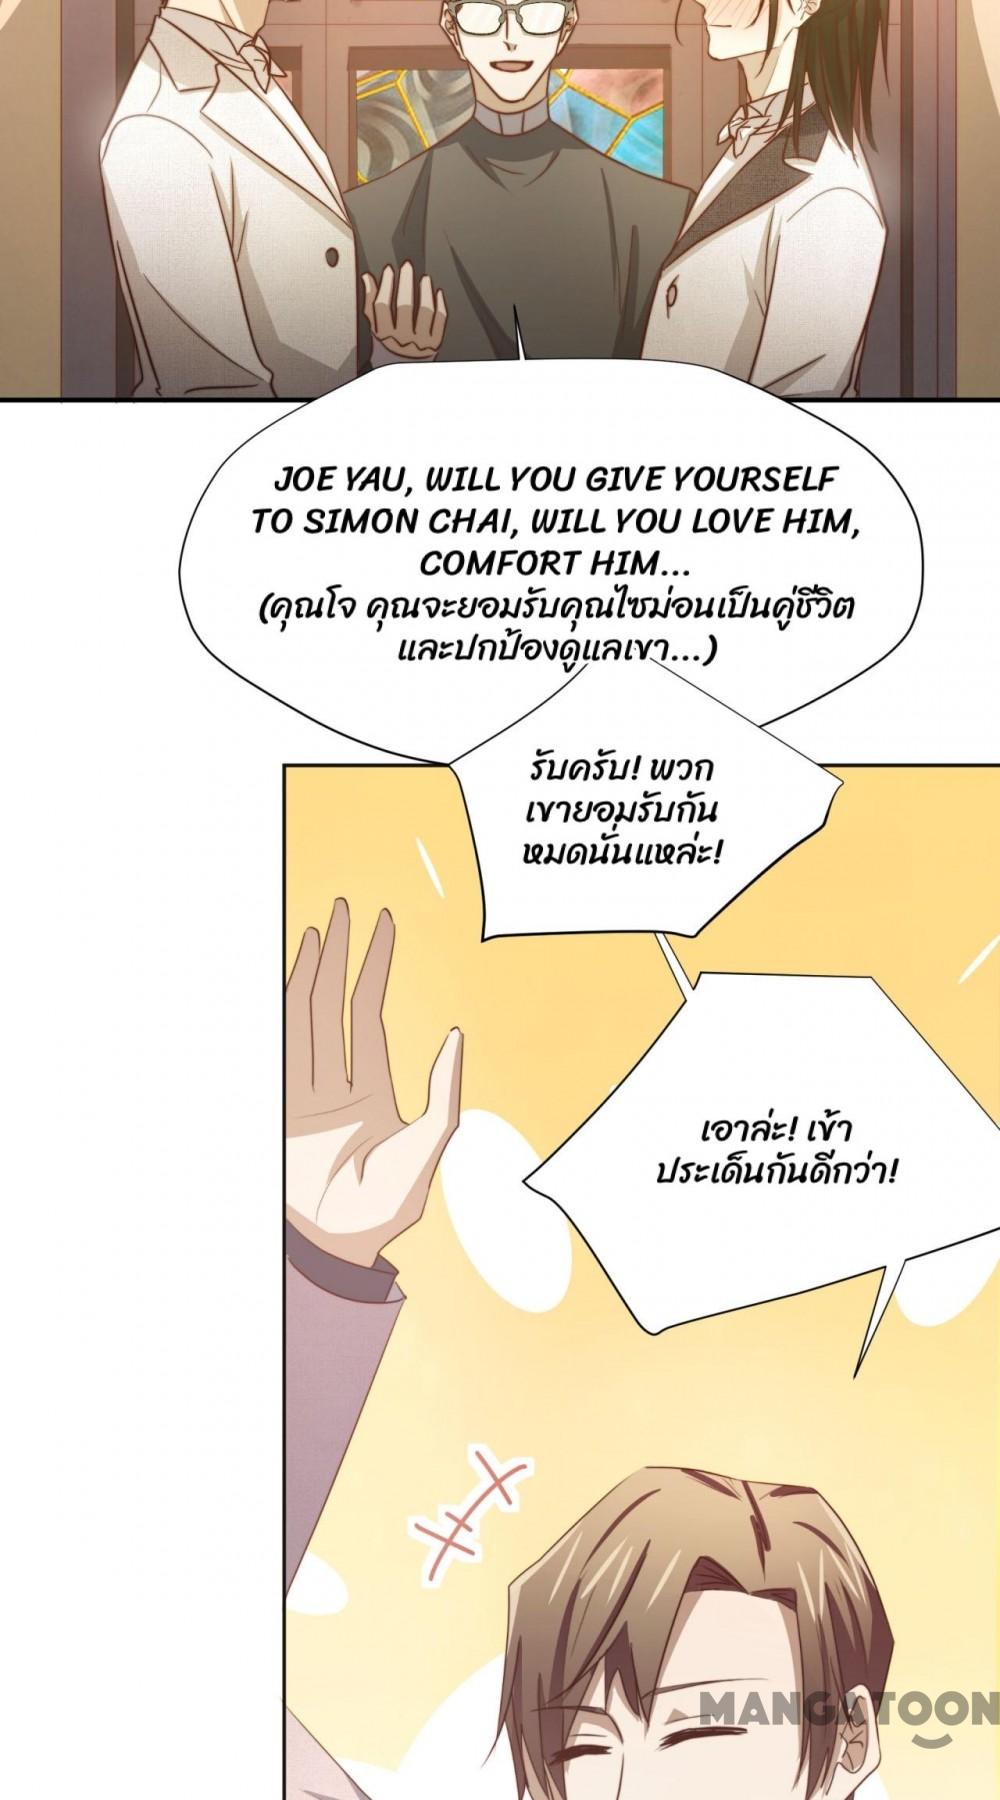 JOE YAU, WILL YOU GIVE YOURSELF
TO SIMON CHAI, WILL YOU LOVE HIM,
COMFORT HIM...
(คุณโจ คุณจะยอมรับคุณไซม่อนเป็นคู่ชีวิต
และปกป้องดูแลเขา...)
รับครับ! พวก
เขายอมรับกัน
หมดนั่นแหล่ะ!
เอาล่ะ! เข้า
ประเด็นกันดีกว่า!
MANGATOON